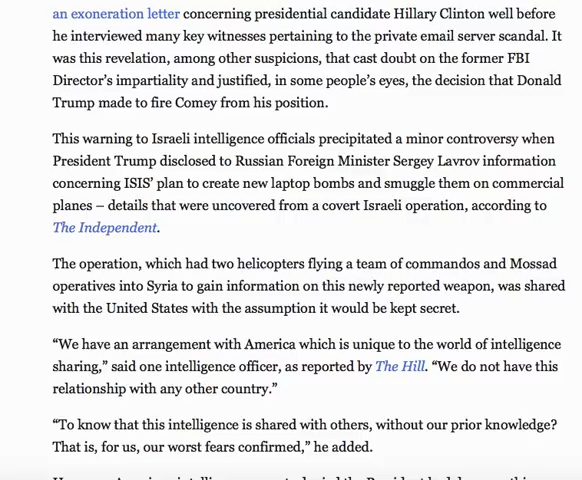 an exoneration letter concerning presidential candidate Hillary Clinton well before
he interviewed many key witnesses pertaining to the private email server scandal. It
was this revelation, among other suspicions, that cast doubt on the former FBI
Director's impartiality and justified, in some people's eyes, the decision that Donald
Trump made to fire Comey from his position.
This warning to Israeli intelligence officials precipitated a minor controversy when
President Trump disclosed to Russian Foreign Minister Sergey Lavrov information
concerning ISIS' plan to create new laptop bombs and smuggle them on commercial
planes – details that were uncovered from a covert Israeli operation, according to
The Independent.
The operation, which had two helicopters flying a team of commandos and Mossad
operatives into Syria to gain information on this newly reported weapon, was shared
with the United States with the assumption it would be kept secret.
“We have an arrangement with America which is unique to the world of intelligence
sharing,” said one intelligence officer, as reported by The Hill. “We do not have this
relationship with any other country.”
“To know that this intelligence is shared with others, without our prior knowledge?
That is, for us, our worst fears confirmed,” he added.